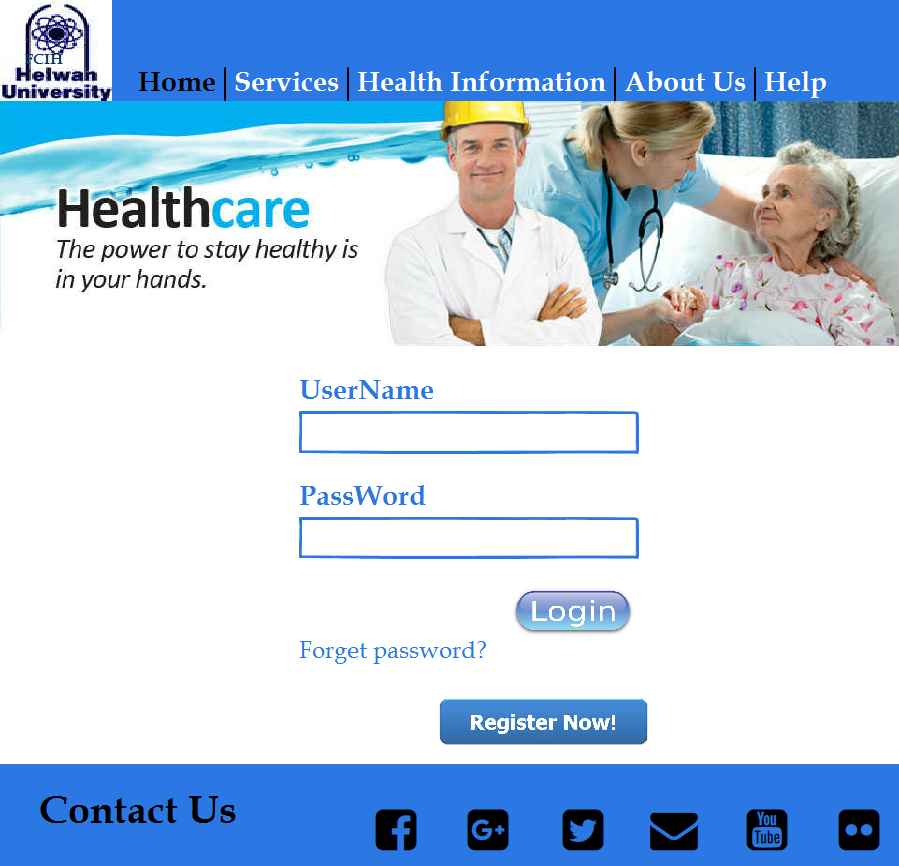 FCIH
Helwan
University
Home Services Health Information About Us Help
Healthcare
The power to stay healthy is
in your hands.
UserName
PassWord
Login
Forget password?
Register Now!
Contact Us
f G+ You Tube